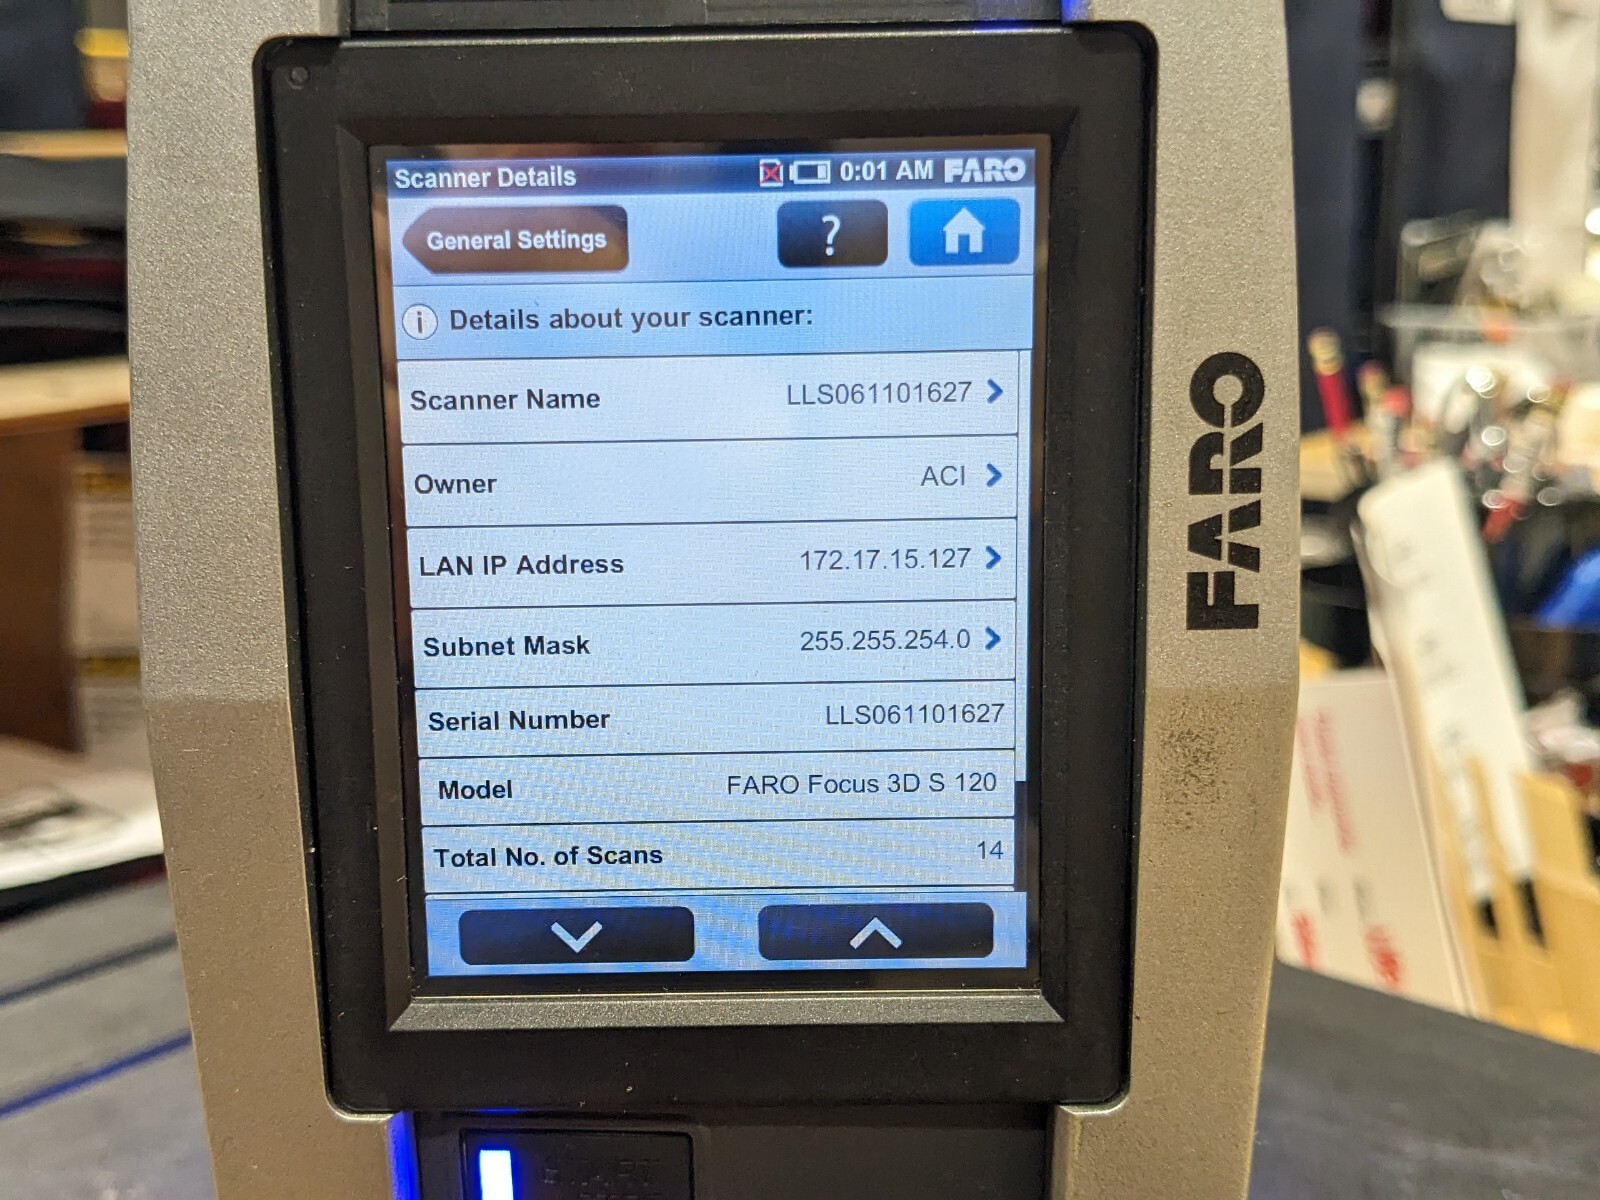 Scanner Details 0:01 AM FARO
General Settings ?
i Details about your scanner:
Scanner Name LLS061101627
Owner ACI
LAN IP Address 172.17.15.127
Subnet Mask 255.255.254.0
Serial Number LLS061101627
Model FARO Focus 3D S 120
Total No. of Scans 14
FARO